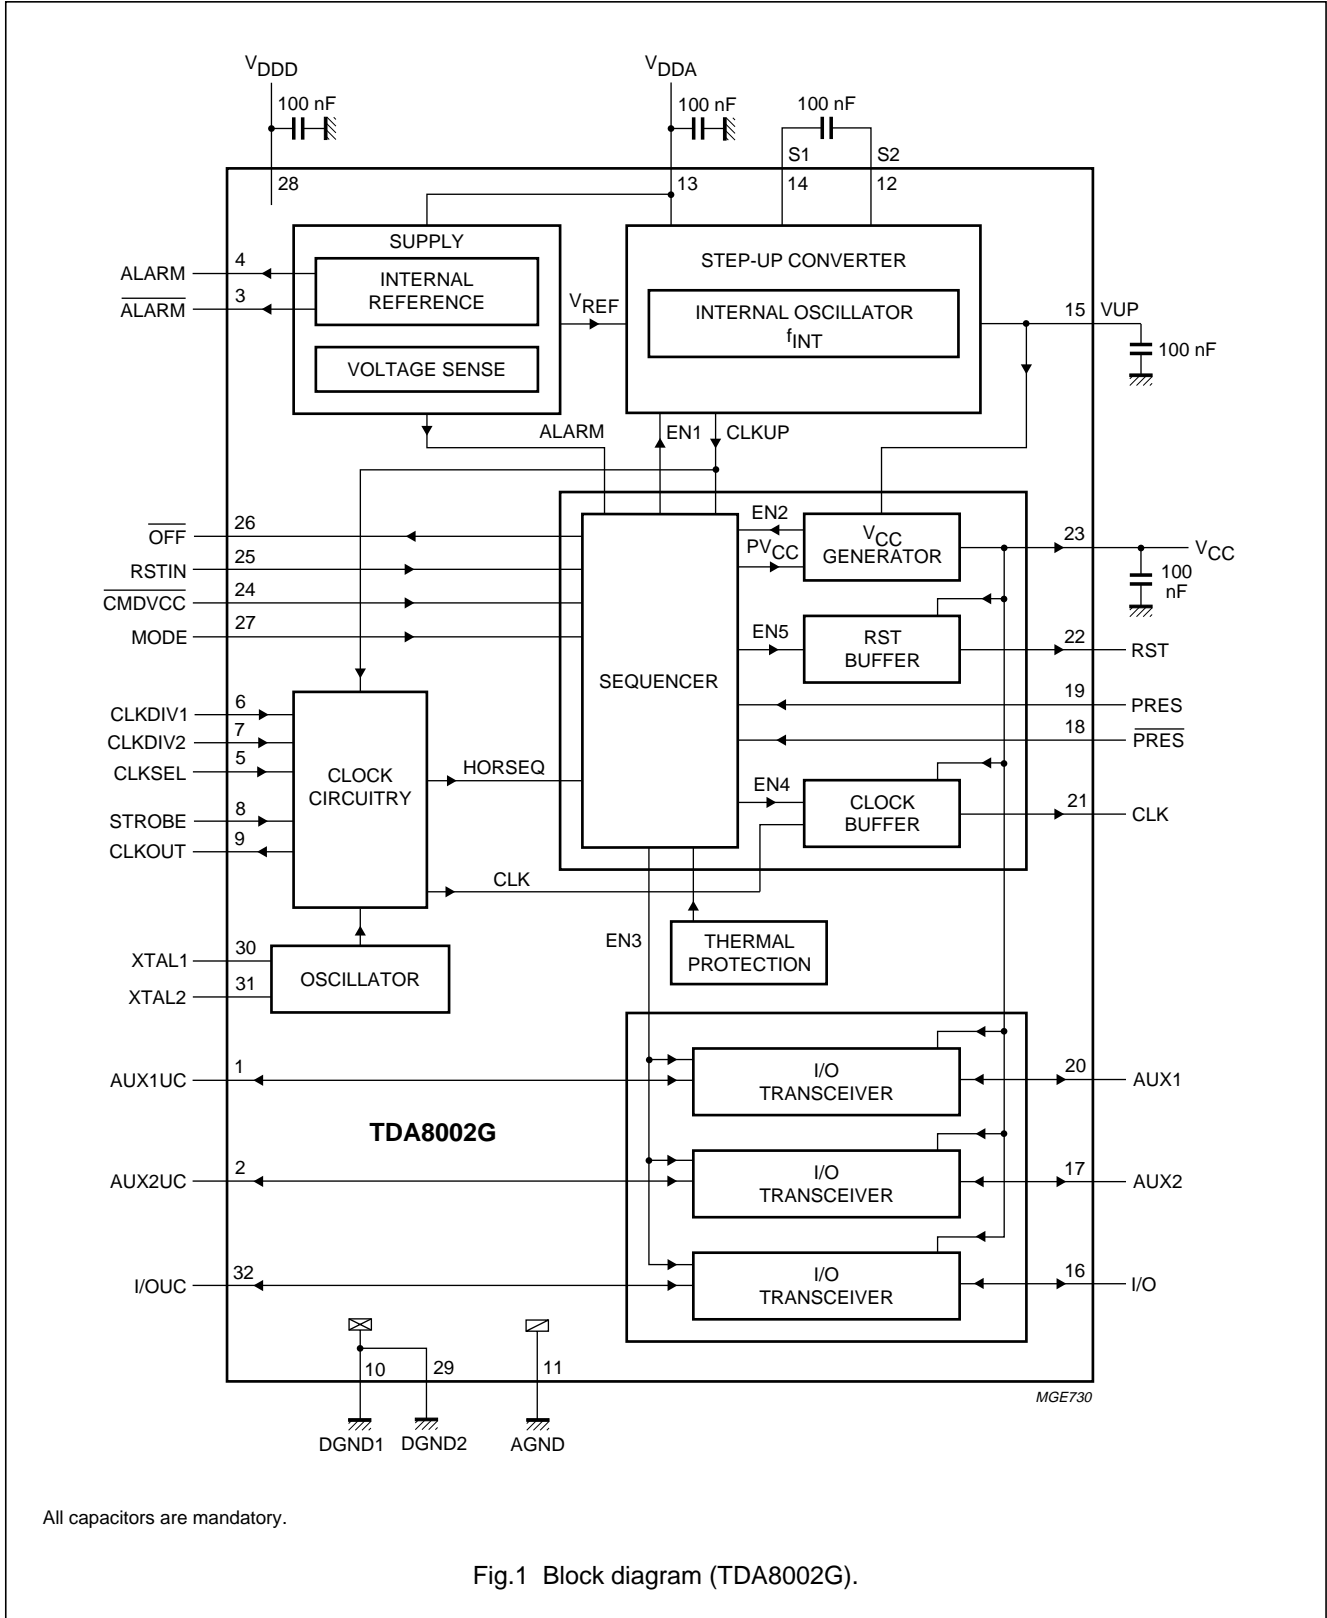 VDDD
VDDA
100 nF
100 nF
100 nF
S1
S2
28
13
14
12
SUPPLY
INTERNAL
REFERENCE
VOLTAGE SENSE
STEP-UP CONVERTER
INTERNAL OSCILLATOR
fINT
ALARM
4
A̅L̅A̅R̅M̅
3
VREF
15
VUP
100 nF
ALARM
EN1
CLKUP
O̅F̅F̅
26
RSTIN
25
C̅M̅D̅V̅C̅C̅
24
MODE
27
SEQUENCER
EN2
PVCC
VCC
GENERATOR
23
VCC
100
nF
EN5
RST
BUFFER
22
RST
19
PRES
18
P̅R̅E̅S̅
CLKDIV1
6
CLKDIV2
7
CLKSEL
5
STROBE
8
CLKOUT
9
CLOCK
CIRCUITRY
HORSEQ
EN4
CLOCK
BUFFER
21
CLK
CLK
EN3
THERMAL
PROTECTION
XTAL1
30
XTAL2
31
OSCILLATOR
AUX1UC
1
I/O
TRANSCEIVER
20
AUX1
TDA8002G
AUX2UC
2
I/O
TRANSCEIVER
17
AUX2
I/OUC
32
I/O
TRANSCEIVER
16
I/O
10
29
11
DGND1
DGND2
AGND
MGE730
All capacitors are mandatory.
Fig.1 Block diagram (TDA8002G).